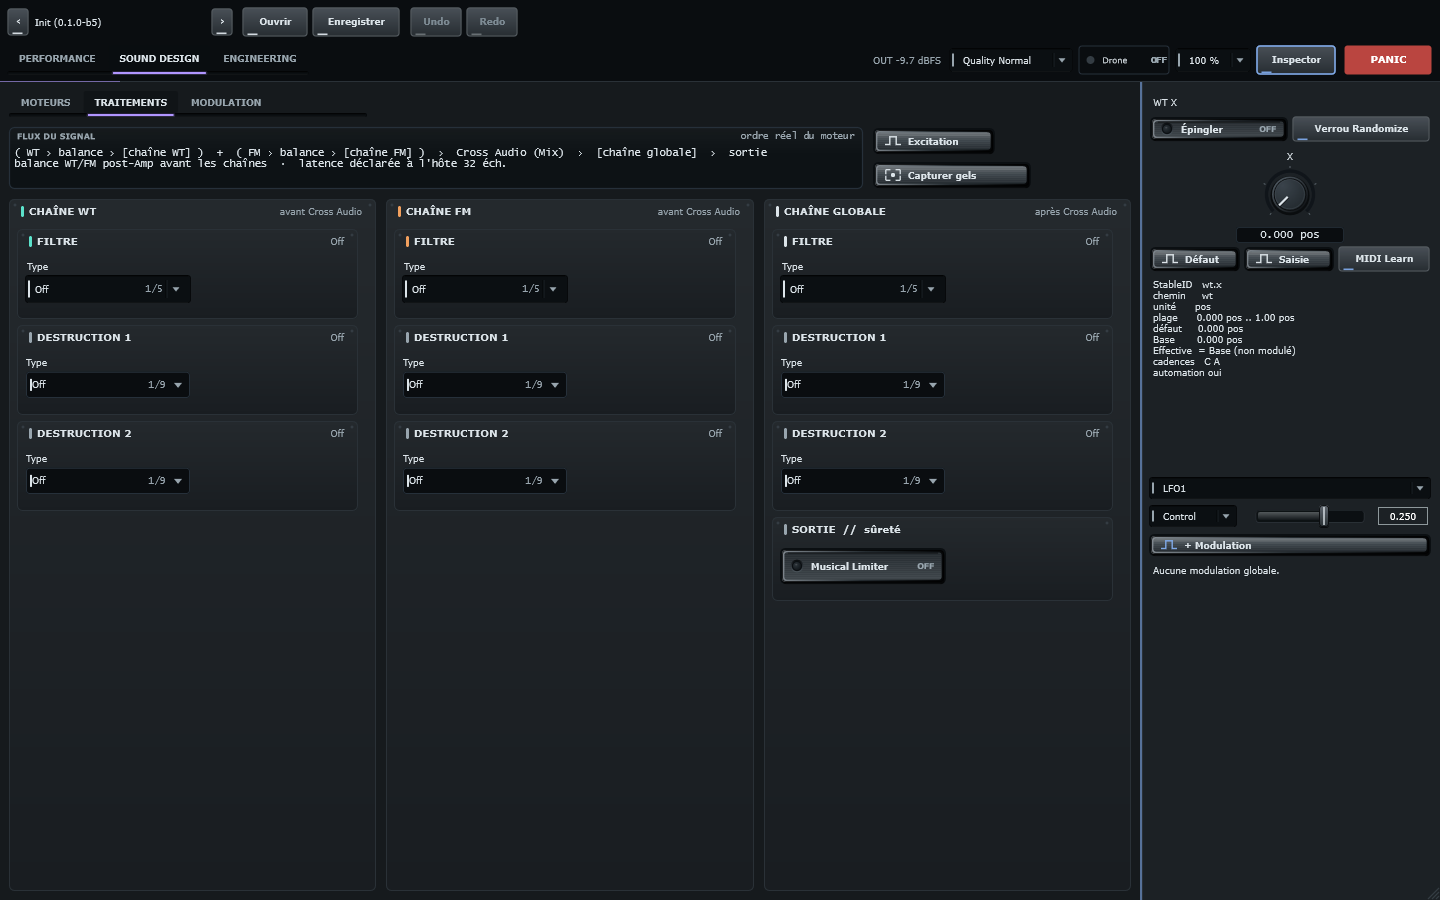 ‹ Init (0.1.0-b5) › Ouvrir Enregistrer Undo Redo
PERFORMANCE SOUND DESIGN ENGINEERING
OUT -9.7 dBFS Quality Normal Drone OFF 100 % Inspector PANIC
MOTEURS TRAITEMENTS MODULATION
FLUX DU SIGNAL ordre réel du moteur
( WT › balance › [chaîne WT] ) + ( FM › balance › [chaîne FM] ) › Cross Audio (Mix) › [chaîne globale] › sortie
balance WT/FM post-Amp avant les chaînes · latence déclarée à l'hôte 32 éch.
Excitation
Capturer gels
CHAÎNE WT avant Cross Audio
FILTRE Off
Type
Off 1/5
DESTRUCTION 1 Off
Type
Off 1/9
DESTRUCTION 2 Off
Type
Off 1/9
CHAÎNE FM avant Cross Audio
FILTRE Off
Type
Off 1/5
DESTRUCTION 1 Off
Type
Off 1/9
DESTRUCTION 2 Off
Type
Off 1/9
CHAÎNE GLOBALE après Cross Audio
FILTRE Off
Type
Off 1/5
DESTRUCTION 1 Off
Type
Off 1/9
DESTRUCTION 2 Off
Type
Off 1/9
SORTIE // sûreté
Musical Limiter OFF
WT X
Épingler OFF Verrou Randomize
X
0.000 pos
Défaut Saisie MIDI Learn
StableID wt.x
chemin wt
unité pos
plage 0.000 pos .. 1.00 pos
défaut 0.000 pos
Base 0.000 pos
Effective = Base (non modulé)
cadences C A
automation oui
LFO1
Control 0.250
+ Modulation
Aucune modulation globale.